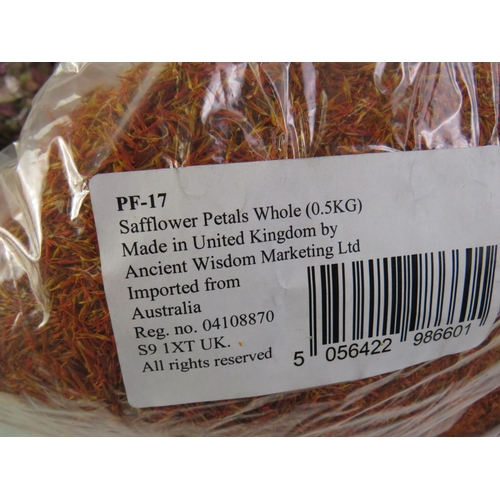 PF-17
Safflower Petals Whole (0.5KG)
Made in United Kingdom by
Ancient Wisdom Marketing Ltd
Imported from
Australia
Reg. no. 04108870
S9 1XT UK.
All rights reserved
5 056422 986601